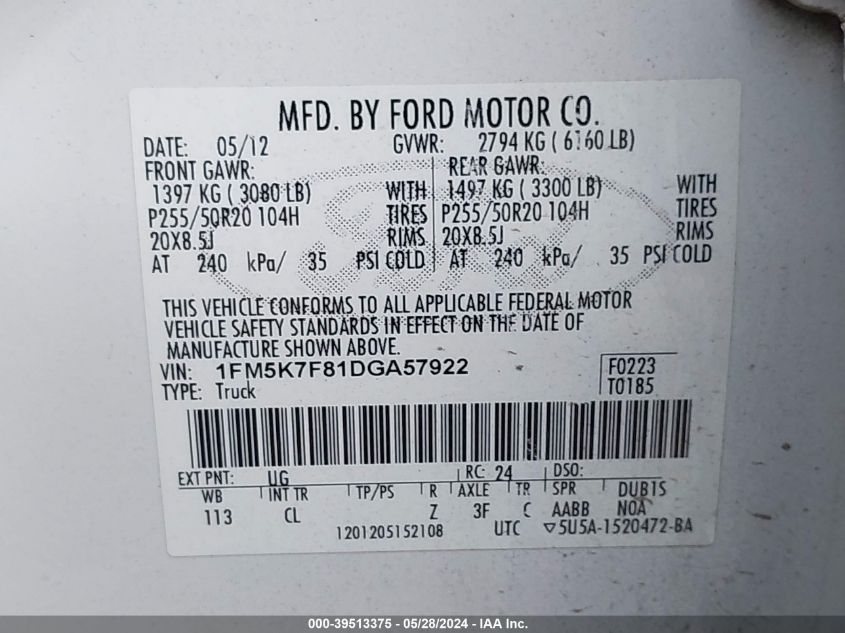 MFD. BY FORD MOTOR CO.
DATE: 05/12 GVWR: 2794 KG ( 6160 LB)
FRONT GAWR: REAR GAWR:
1397 KG ( 3080 LB) WITH 1497 KG ( 3300 LB) WITH
P255/50R20 104H TIRES P255/50R20 104H TIRES
20X8.5J RIMS 20X8.5J RIMS
AT 240 kPa/ 35 PSI COLD AT 240 kPa/ 35 PSI COLD
THIS VEHICLE CONFORMS TO ALL APPLICABLE FEDERAL MOTOR
VEHICLE SAFETY STANDARDS IN EFFECT ON THE DATE OF
MANUFACTURE SHOWN ABOVE.
VIN: 1FM5K7F81DGA57922 F0223
TYPE: Truck T0185
EXT PNT: UG RC: 24 DSO:
WB INT TR TP/PS R AXLE TR SPR DUB1S
113 CL Z 3F C AABB NOA
1201205152108 UTC ▽5U5A-1520472-BA
000-39513375 - 05/28/2024 - IAA Inc.